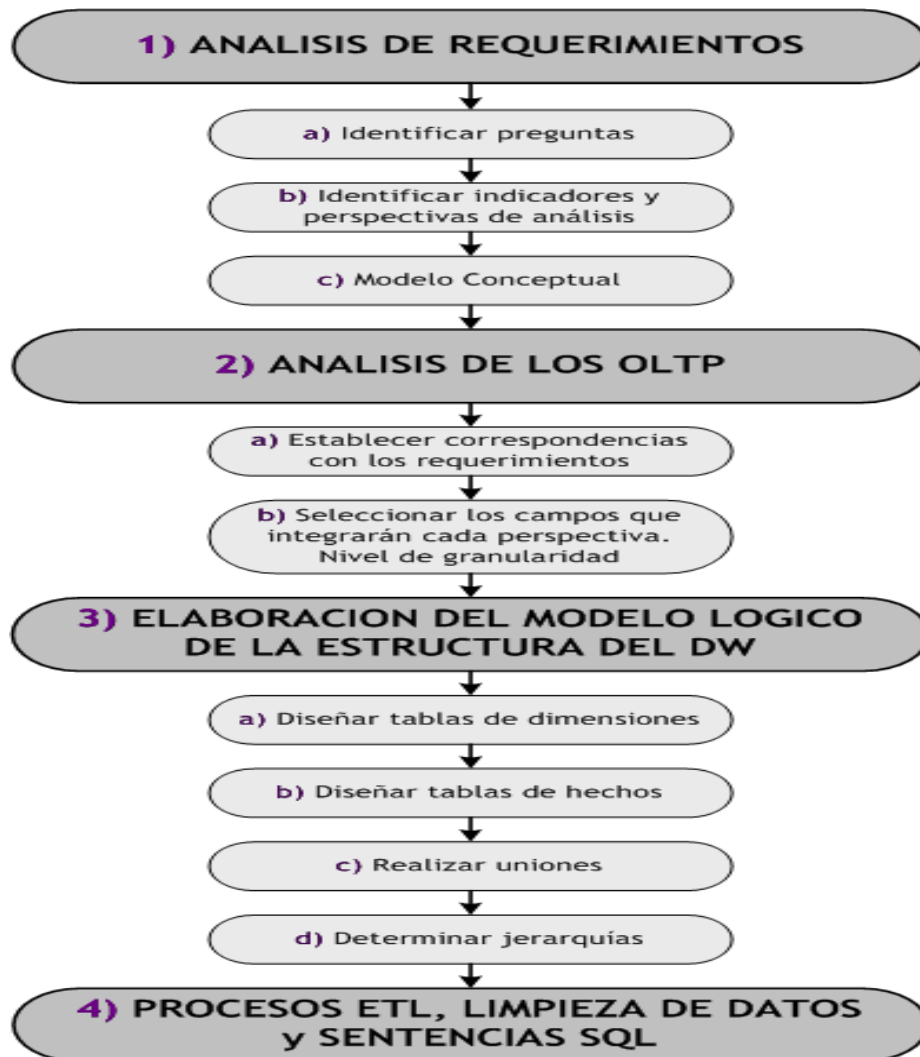 1) ANALISIS DE REQUERIMIENTOS
a) Identificar preguntas
b) Identificar indicadores y
perspectivas de análisis
c) Modelo Conceptual
2) ANALISIS DE LOS OLTP
a) Establecer correspondencias
con los requerimientos
b) Seleccionar los campos que
integrarán cada perspectiva.
Nivel de granularidad
3) ELABORACION DEL MODELO LOGICO
DE LA ESTRUCTURA DEL DW
a) Diseñar tablas de dimensiones
b) Diseñar tablas de hechos
c) Realizar uniones
d) Determinar jerarquías
4) PROCESOS ETL, LIMPIEZA DE DATOS
y SENTENCIAS SQL